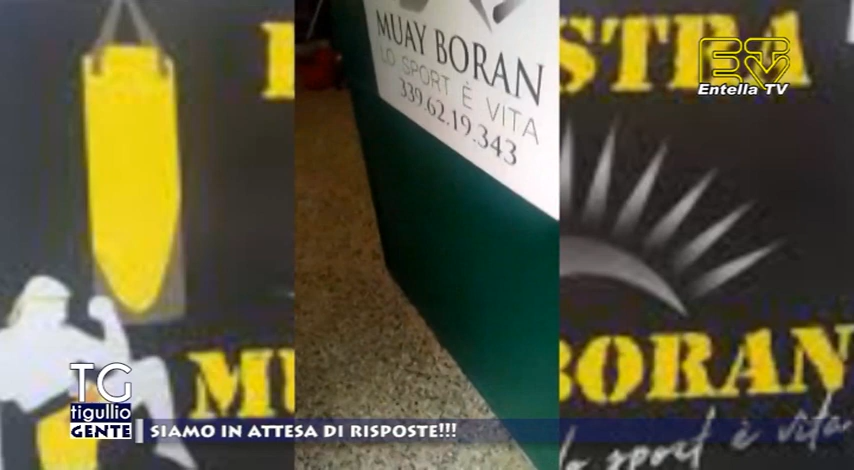 MUAY BORAN
LO SPORT È VITA
339.62.19.343
STRA
ETV
Entella TV
MU
BORAN
lo sport è vita
TG
tigullio
GENTE
SIAMO IN ATTESA DI RISPOSTE!!!